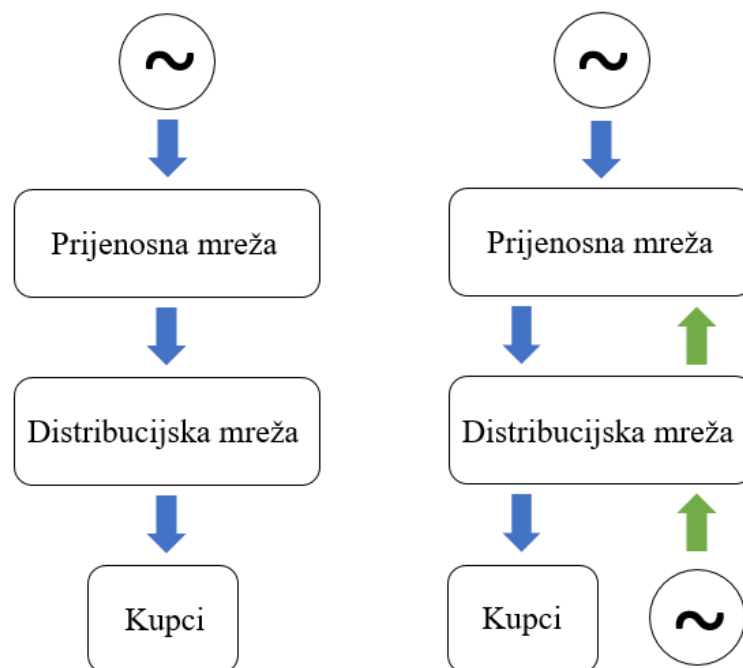 ~
~
Prijenosna mreža
Prijenosna mreža
Distribucijska mreža
Distribucijska mreža
Kupci
Kupci
~